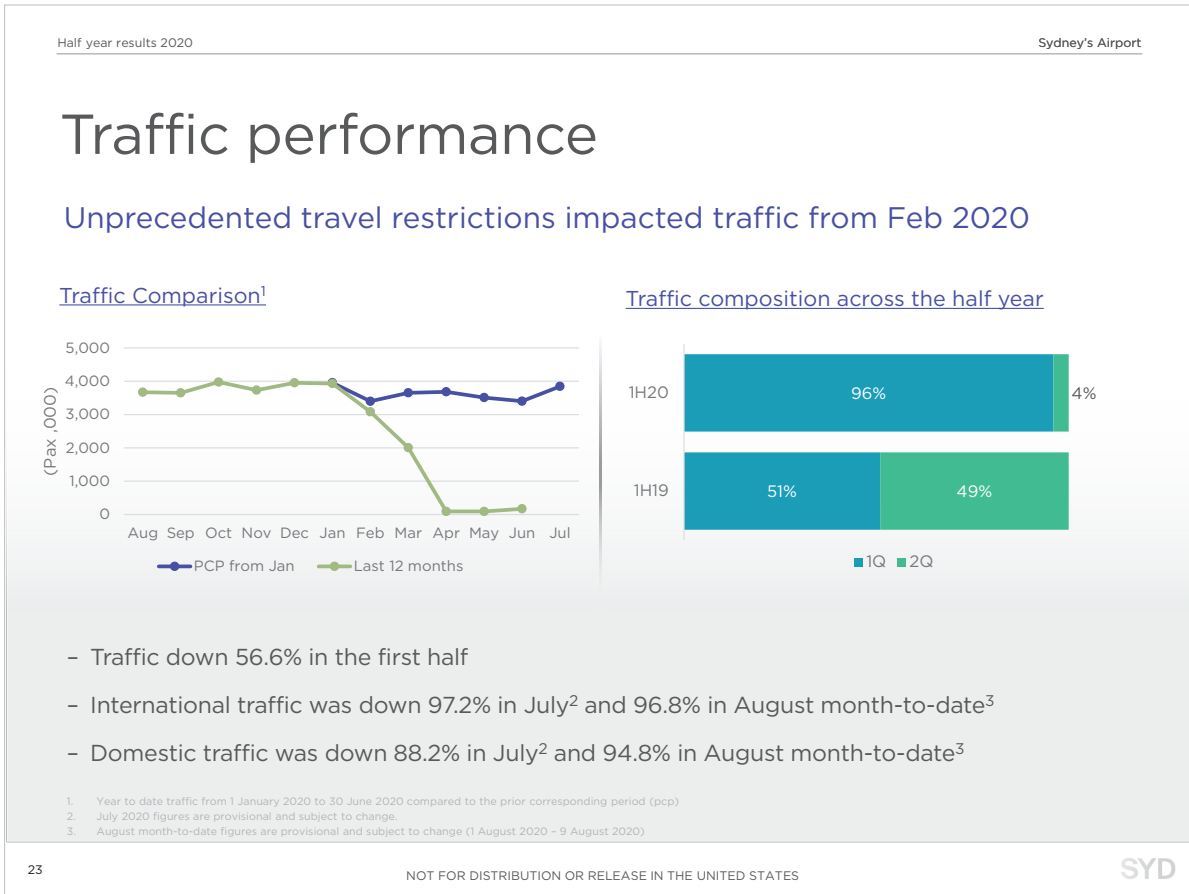 Half year results 2020
Sydney's Airport
Traffic performance
Unprecedented travel restrictions impacted traffic from Feb 2020
Traffic Comparison1
Traffic composition across the half year
(Pax ,000)
5,000
4,000
3,000
2,000
1,000
0
Aug Sep Oct Nov Dec Jan Feb Mar Apr May Jun Jul
PCP from Jan Last 12 months
1H20
96%
4%
1H19
51%
49%
1Q 2Q
– Traffic down 56.6% in the first half
– International traffic was down 97.2% in July2 and 96.8% in August month-to-date3
– Domestic traffic was down 88.2% in July2 and 94.8% in August month-to-date3
1. Year to date traffic from 1 January 2020 to 30 June 2020 compared to the prior corresponding period (pcp)
2. July 2020 figures are provisional and subject to change.
3. August month-to-date figures are provisional and subject to change (1 August 2020 – 9 August 2020)
23
NOT FOR DISTRIBUTION OR RELEASE IN THE UNITED STATES
SYD